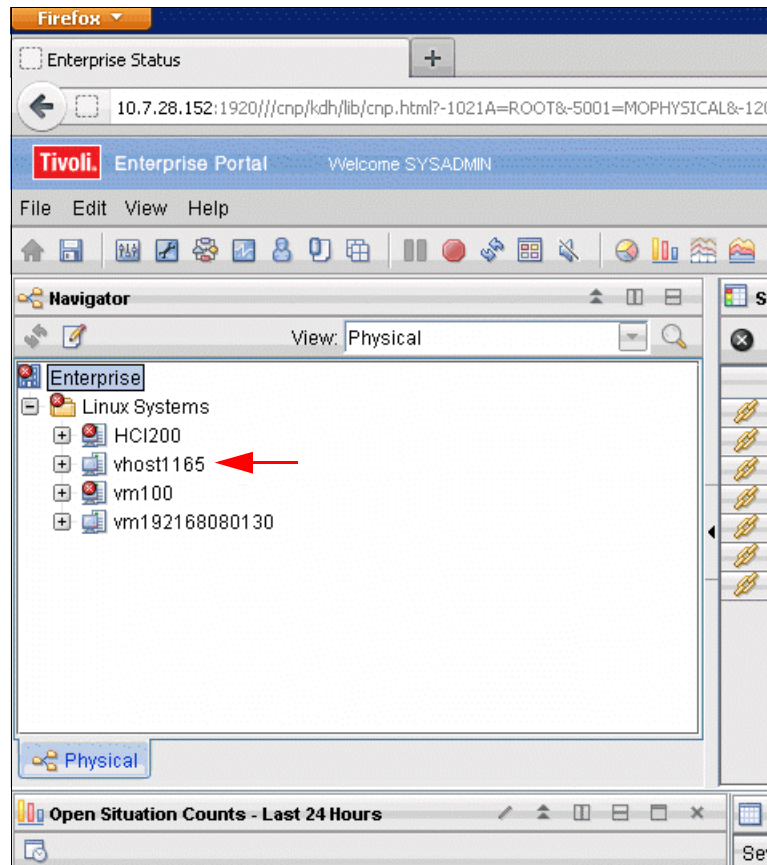 Firefox
Enterprise Status
10.7.28.152:1920///cnp/kdh/lib/cnp.html?-1021A=ROOT&-5001=MOPHYSICAL&-120
Tivoli. Enterprise Portal Welcome SYSADMIN
File Edit View Help
Navigator
S
View: Physical
Enterprise
Linux Systems
HCI200
vhost1165
vm100
vm192168080130
Physical
Open Situation Counts - Last 24 Hours
Se